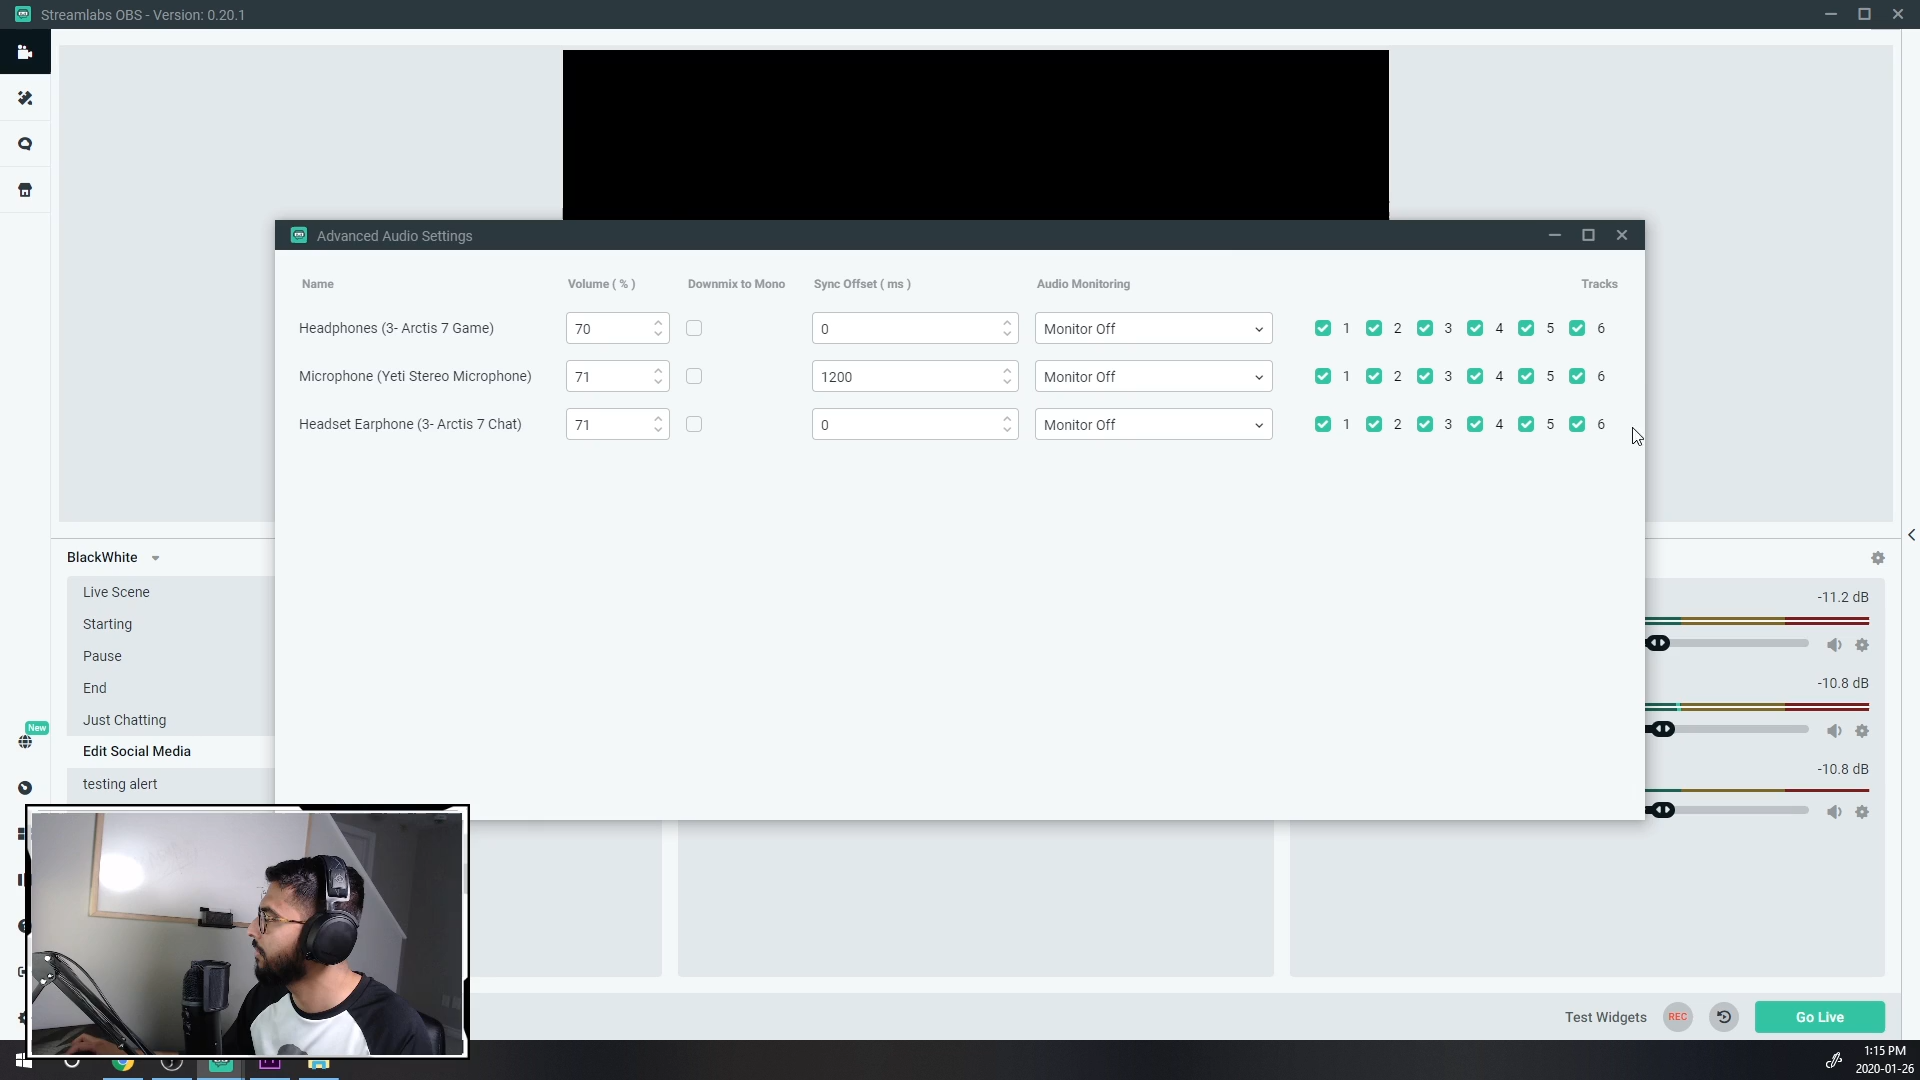 Streamlabs OBS - Version: 0.20.1
Advanced Audio Settings
Name Volume ( % ) Downmix to Mono Sync Offset ( ms ) Audio Monitoring Tracks
Headphones (3- Arctis 7 Game) 70 0 Monitor Off 1 2 3 4 5 6
Microphone (Yeti Stereo Microphone) 71 1200 Monitor Off 1 2 3 4 5 6
Headset Earphone (3- Arctis 7 Chat) 71 0 Monitor Off 1 2 3 4 5 6
BlackWhite
Live Scene
-11.2 dB
Starting
Pause
End
-10.8 dB
Just Chatting
New
Edit Social Media
-10.8 dB
testing alert
Test Widgets REC Go Live
1:15 PM
2020-01-26